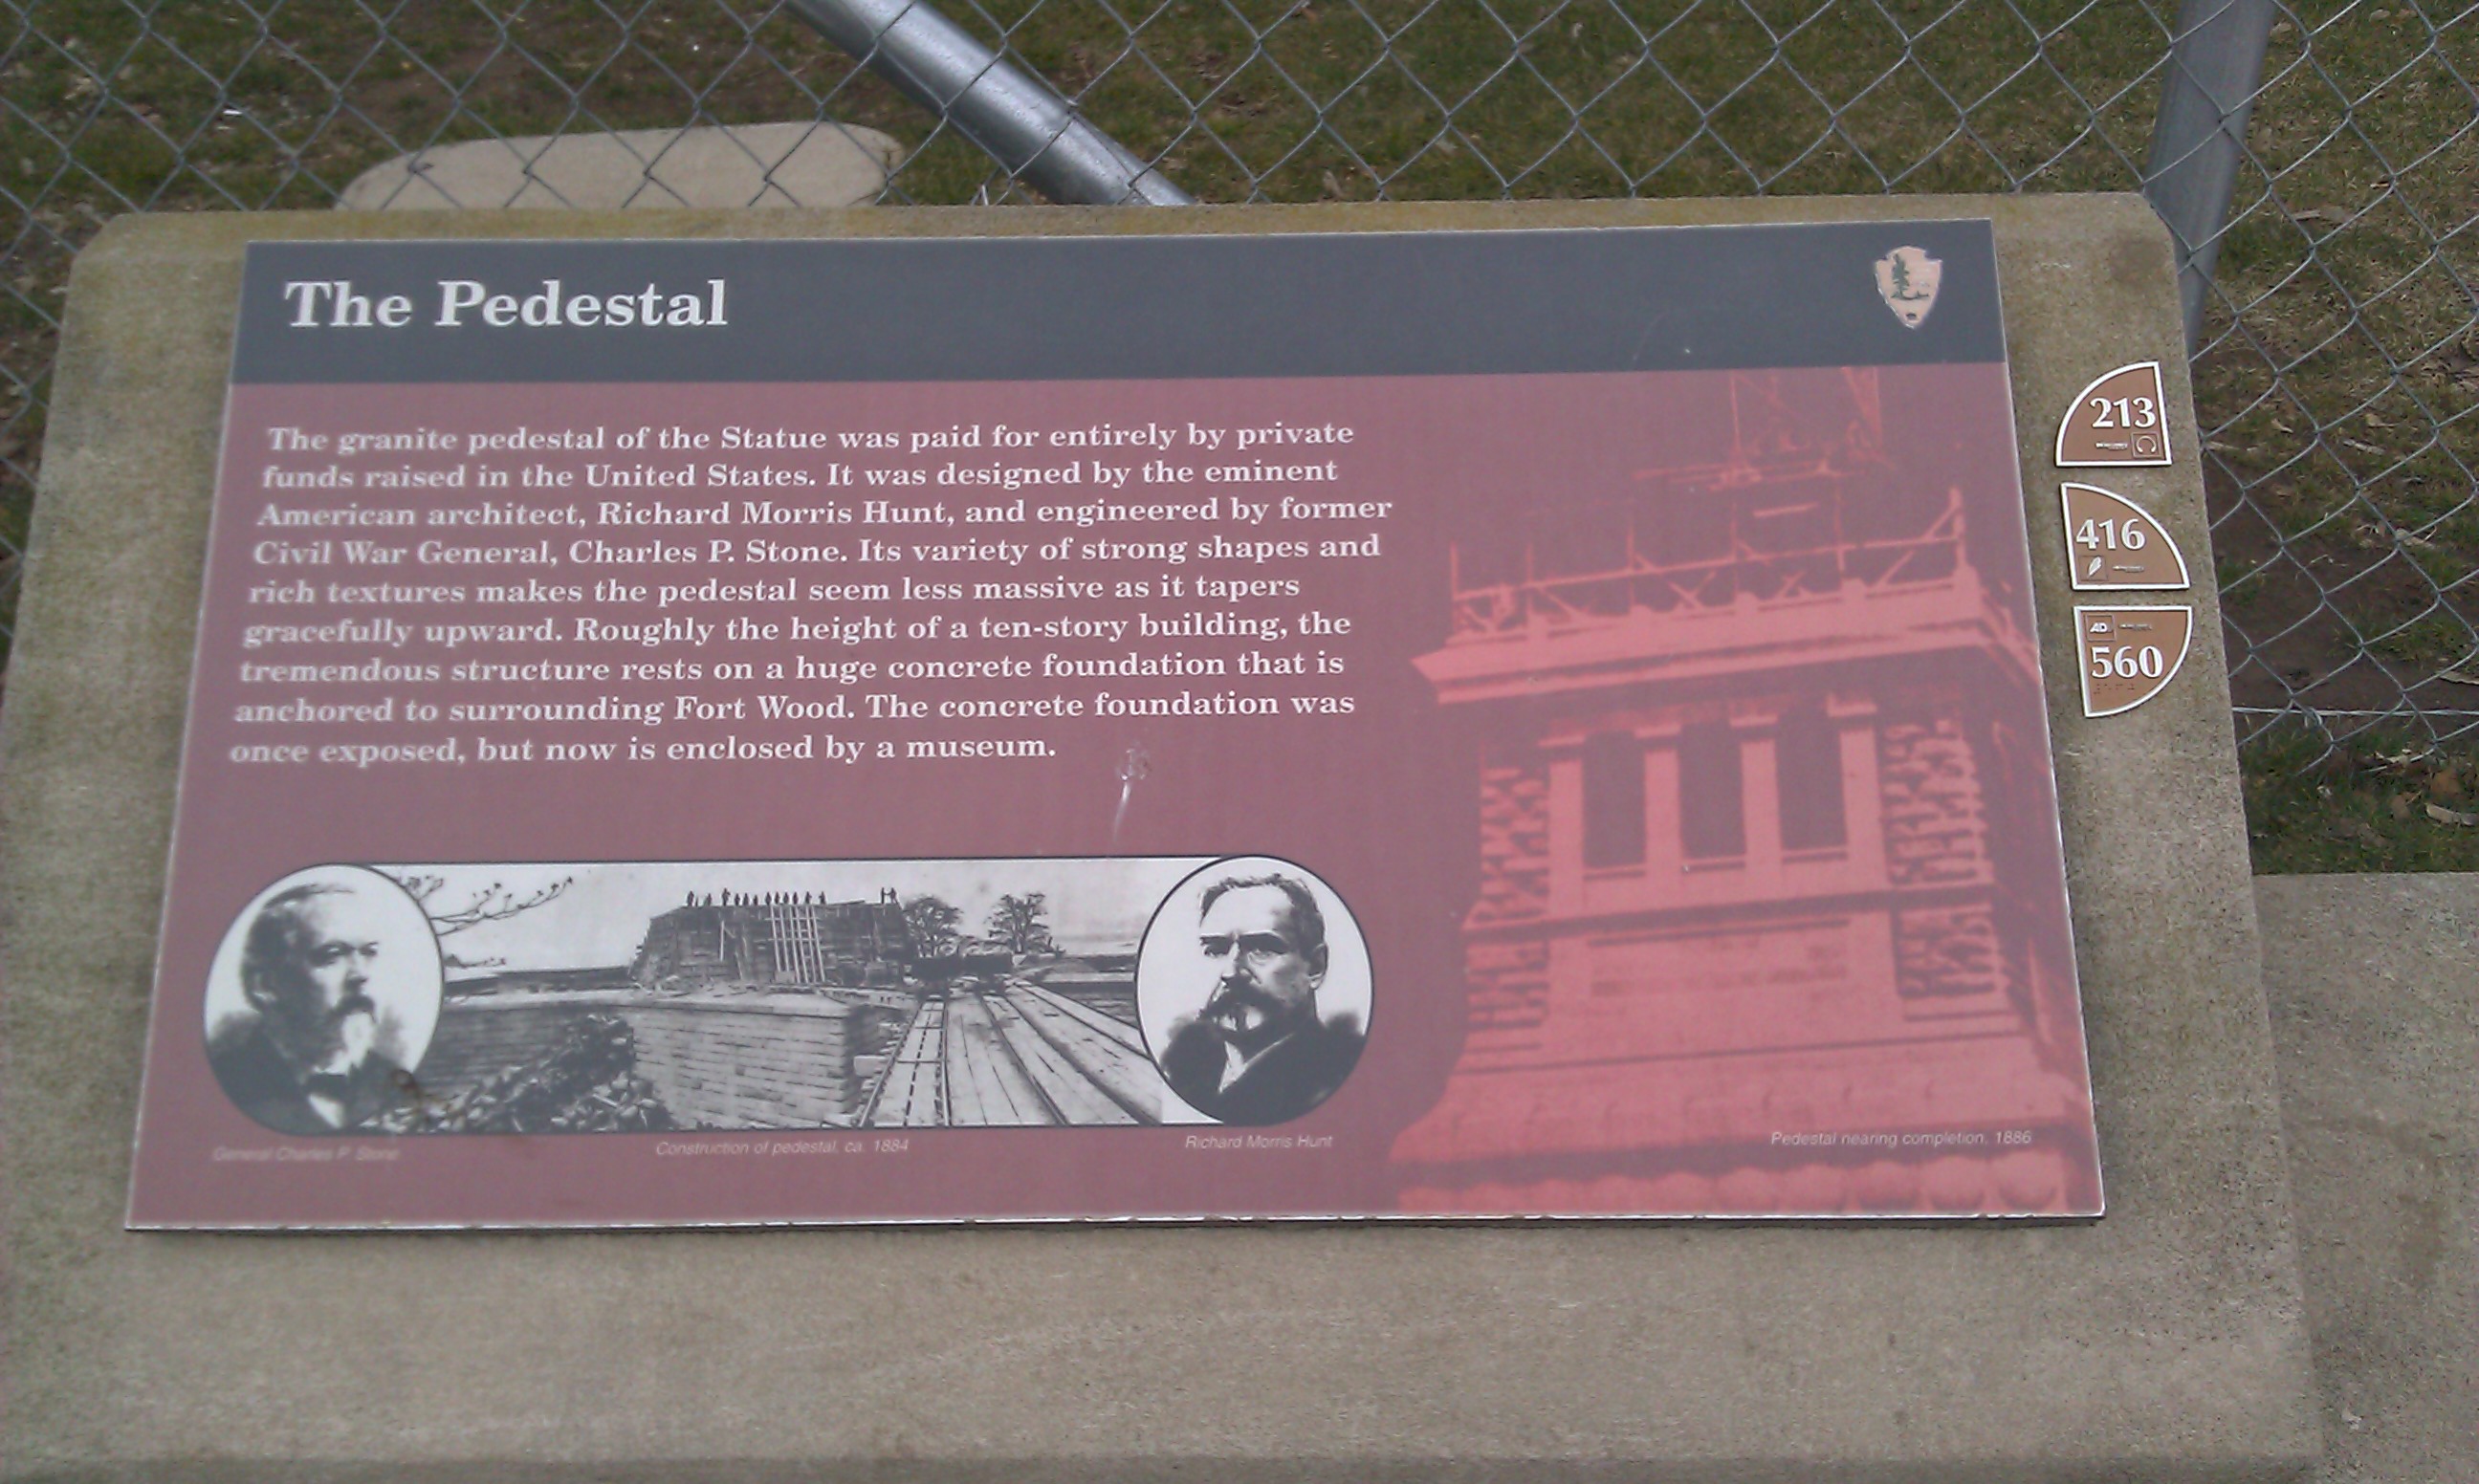 The Pedestal
The granite pedestal of the Statue was paid for entirely by private
funds raised in the United States. It was designed by the eminent
American architect, Richard Morris Hunt, and engineered by former
Civil War General, Charles P. Stone. Its variety of strong shapes and
rich textures makes the pedestal seem less massive as it tapers
gracefully upward. Roughly the height of a ten-story building, the
tremendous structure rests on a huge concrete foundation that is
anchored to surrounding Fort Wood. The concrete foundation was
once exposed, but now is enclosed by a museum.
General Charles P. Stone
Construction of pedestal, ca. 1884
Richard Morris Hunt
Pedestal nearing completion, 1886
213
416
AD
560